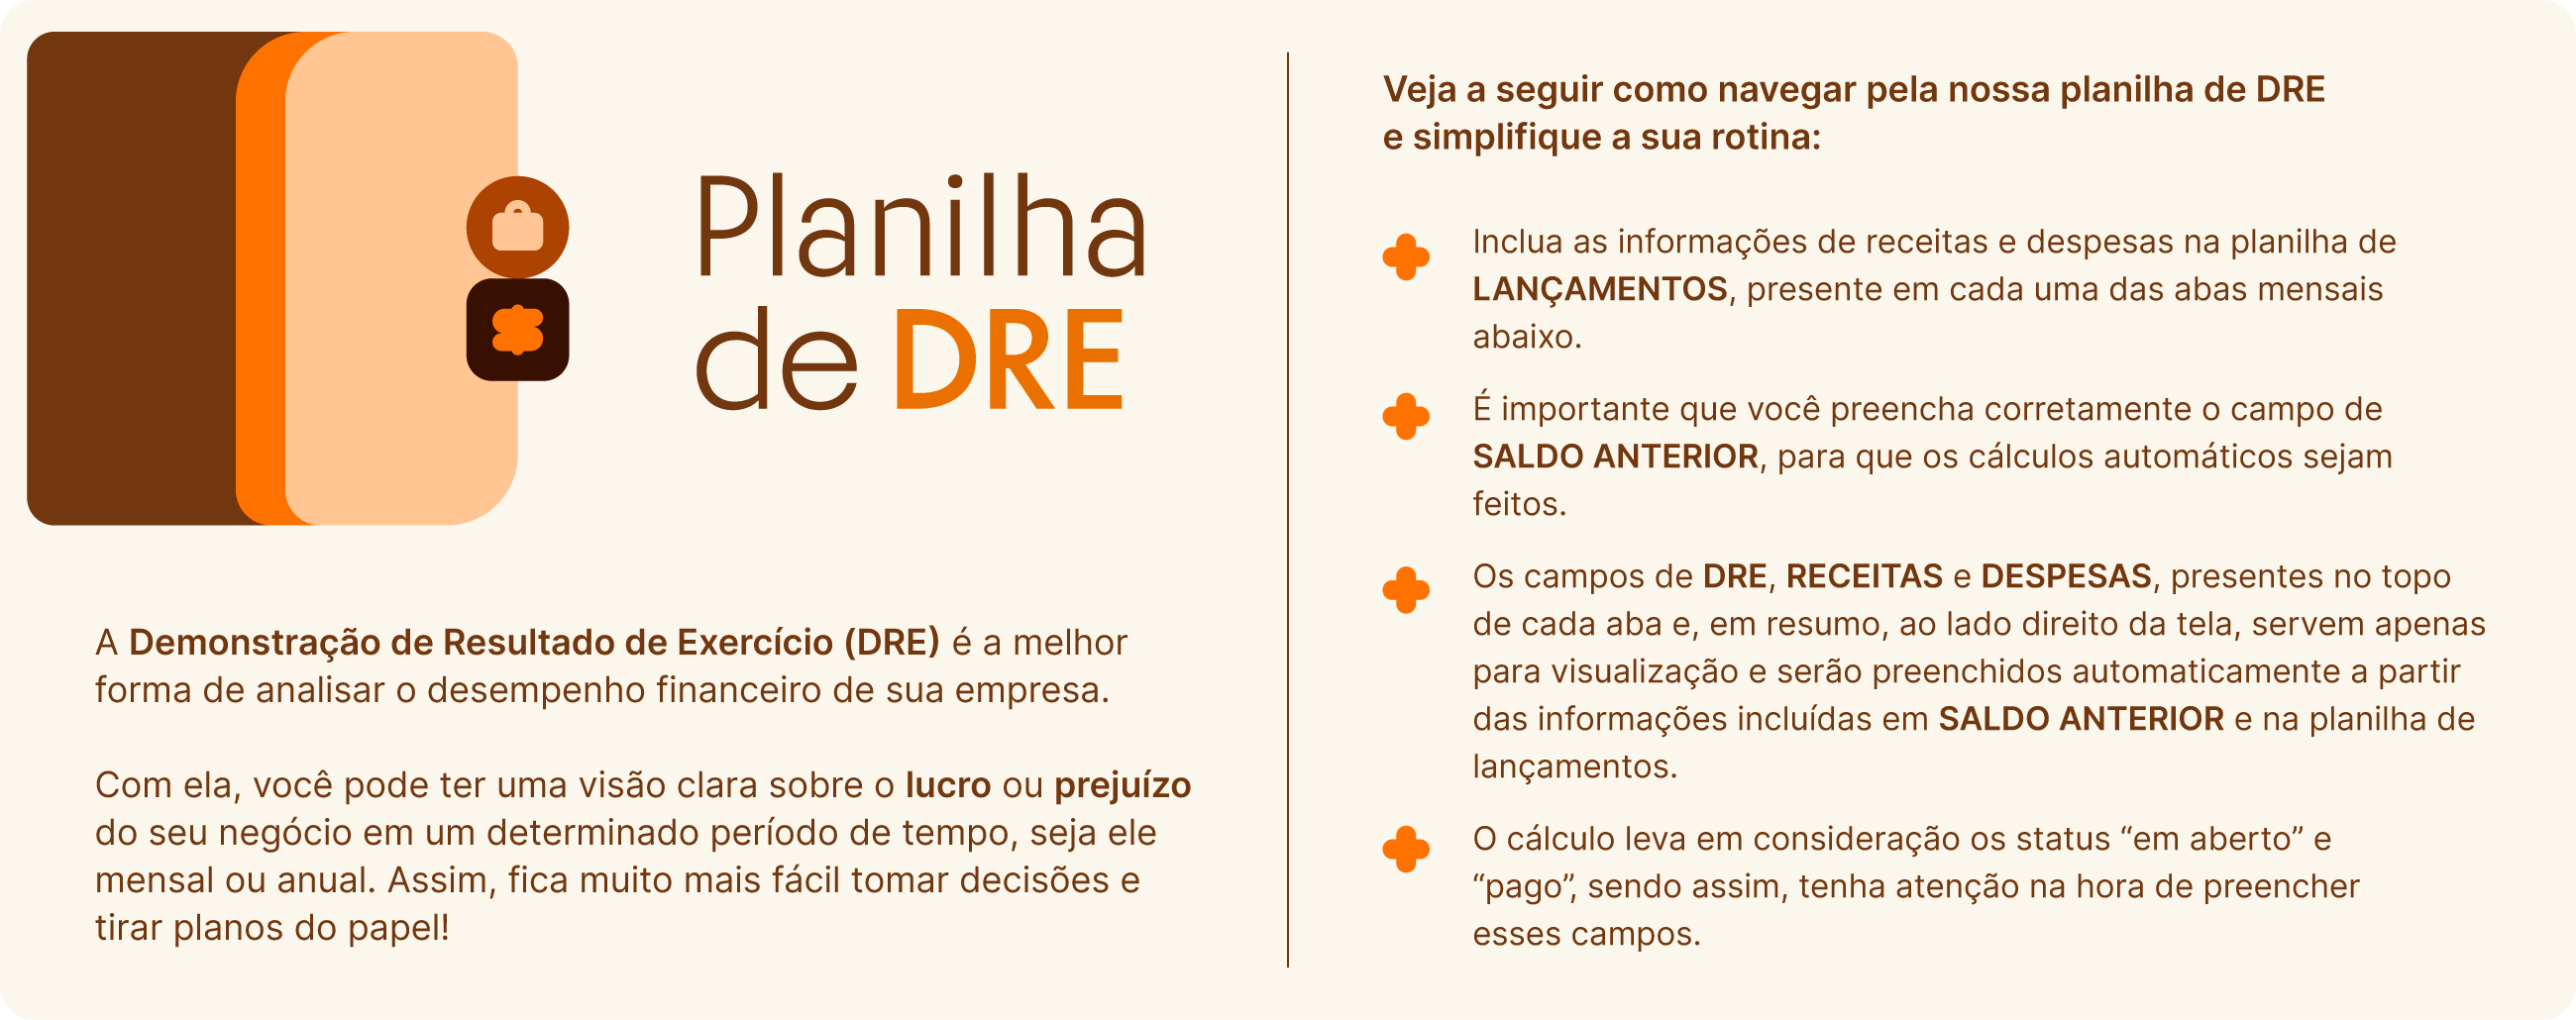 Planilha
de DRE
A Demonstração de Resultado de Exercício (DRE) é a melhor
forma de analisar o desempenho financeiro de sua empresa.
Com ela, você pode ter uma visão clara sobre o lucro ou prejuízo
do seu negócio em um determinado período de tempo, seja ele
mensal ou anual. Assim, fica muito mais fácil tomar decisões e
tirar planos do papel!
Veja a seguir como navegar pela nossa planilha de DRE
e simplifique a sua rotina:
Inclua as informações de receitas e despesas na planilha de
LANÇAMENTOS, presente em cada uma das abas mensais
abaixo.
É importante que você preencha corretamente o campo de
SALDO ANTERIOR, para que os cálculos automáticos sejam
feitos.
Os campos de DRE, RECEITAS e DESPESAS, presentes no topo
de cada aba e, em resumo, ao lado direito da tela, servem apenas
para visualização e serão preenchidos automaticamente a partir
das informações incluídas em SALDO ANTERIOR e na planilha de
lançamentos.
O cálculo leva em consideração os status “em aberto” e
“pago”, sendo assim, tenha atenção na hora de preencher
esses campos.